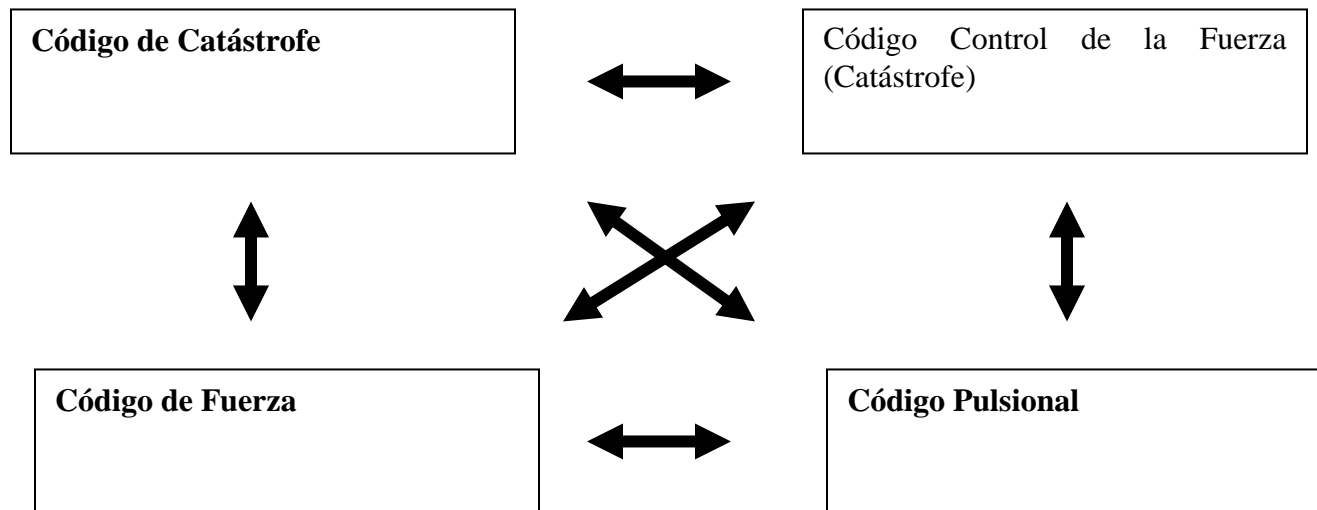 Código de Catástrofe
Código Control de la Fuerza
(Catástrofe)
Código de Fuerza
Código Pulsional